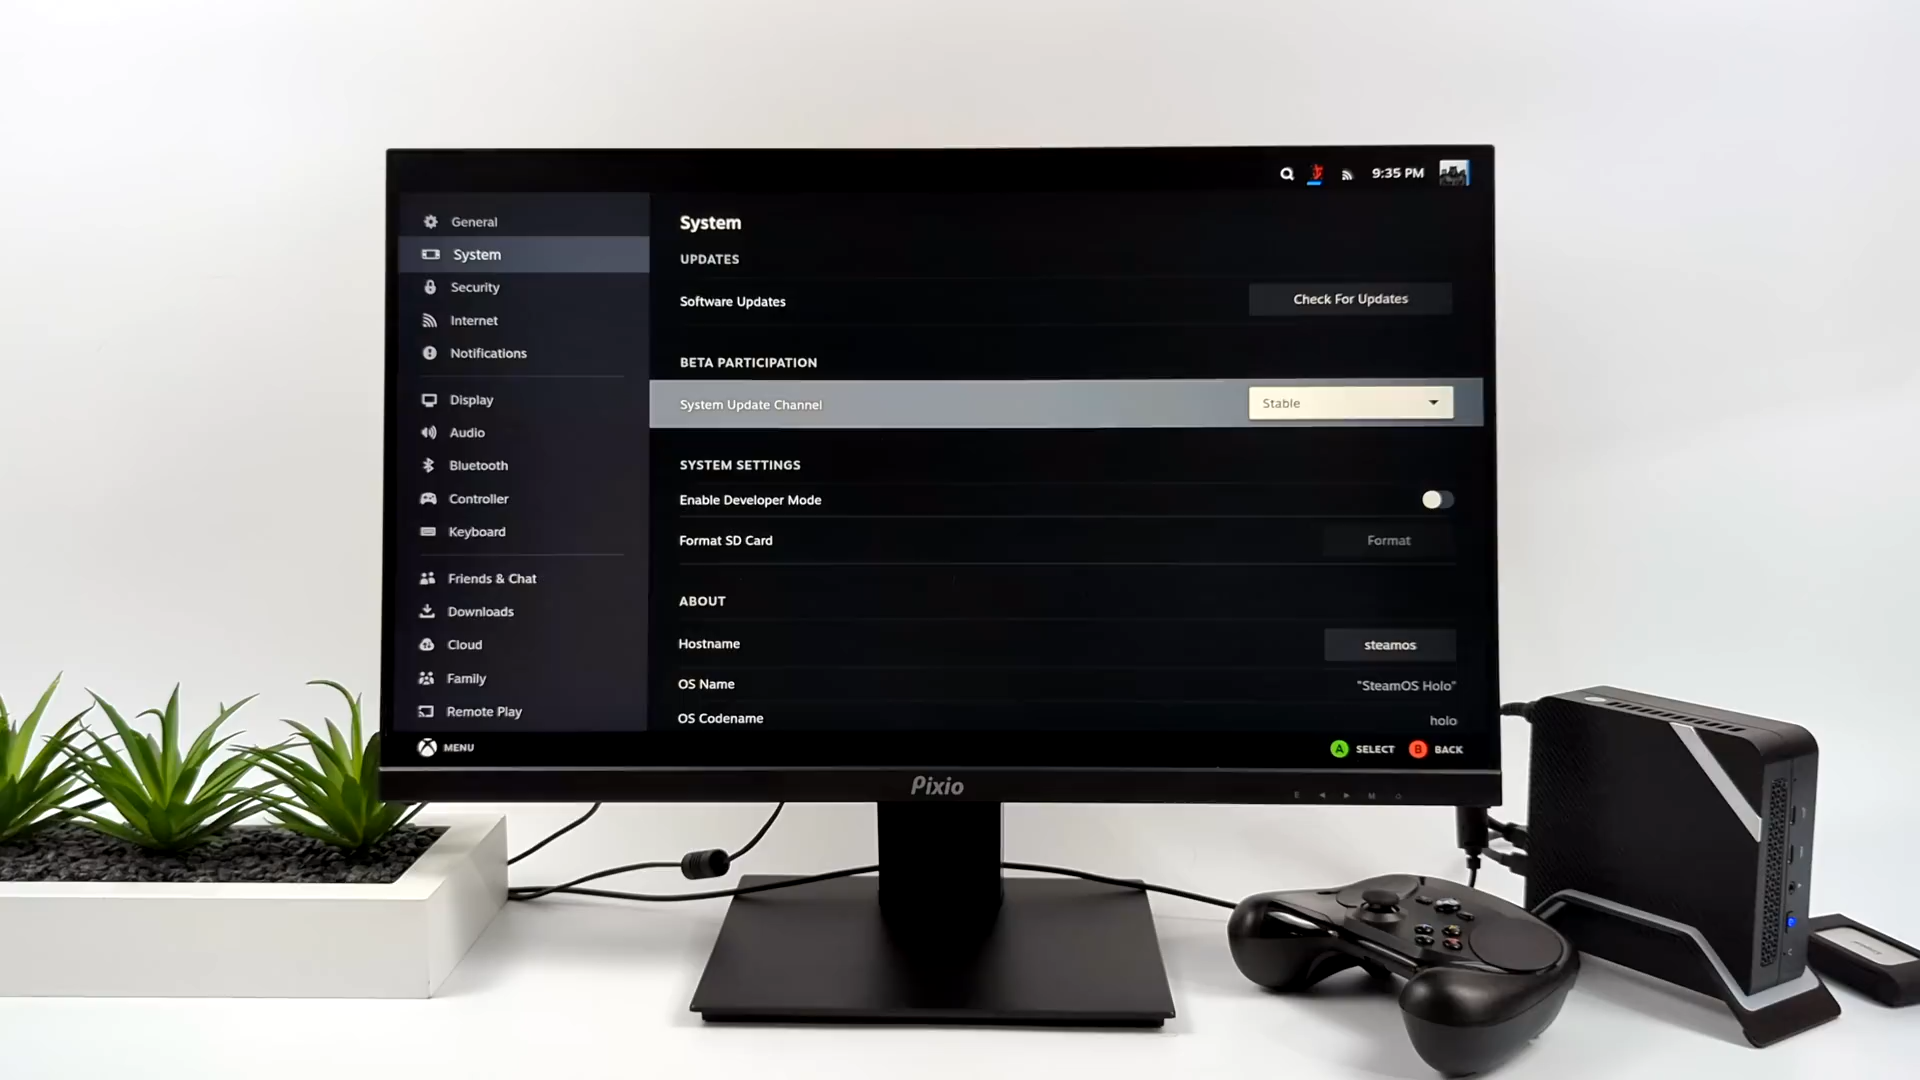 9:35 PM
General
System
Security
Internet
Notifications
Display
Audio
Bluetooth
Controller
Keyboard
Friends & Chat
Downloads
Cloud
Family
Remote Play
System
UPDATES
Software Updates
Check For Updates
BETA PARTICIPATION
System Update Channel
Stable
SYSTEM SETTINGS
Enable Developer Mode
Format SD Card
Format
ABOUT
Hostname
steamos
OS Name
"SteamOS Holo"
OS Codename
holo
MENU
A SELECT
B BACK
Pixio
E
M